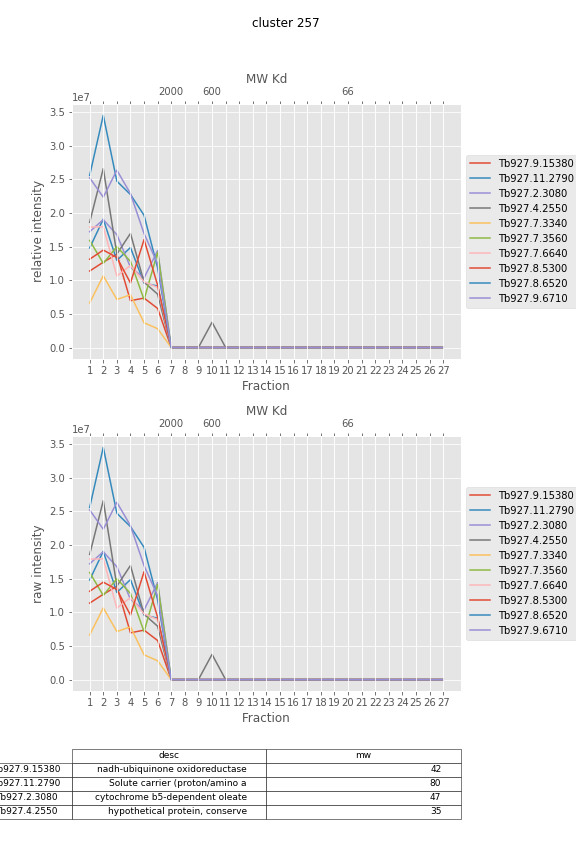 cluster 257
MW Kd
2000 600 66
1e7
3.5
3.0
2.5
2.0
1.5
1.0
0.5
0.0
relative intensity
1 2 3 4 5 6 7 8 9 10 11 12 13 14 15 16 17 18 19 20 21 22 23 24 25 26 27
Fraction
Tb927.9.15380
Tb927.11.2790
Tb927.2.3080
Tb927.4.2550
Tb927.7.3340
Tb927.7.3560
Tb927.7.6640
Tb927.8.5300
Tb927.8.6520
Tb927.9.6710
MW Kd
2000 600 66
1e7
3.5
3.0
2.5
2.0
1.5
1.0
0.5
0.0
raw intensity
1 2 3 4 5 6 7 8 9 10 11 12 13 14 15 16 17 18 19 20 21 22 23 24 25 26 27
Fraction
Tb927.9.15380
Tb927.11.2790
Tb927.2.3080
Tb927.4.2550
Tb927.7.3340
Tb927.7.3560
Tb927.7.6640
Tb927.8.5300
Tb927.8.6520
Tb927.9.6710
desc mw
b927.9.15380 nadh-ubiquinone oxidoreductase 42
b927.11.2790 Solute carrier (proton/amino a 80
Tb927.2.3080 cytochrome b5-dependent oleate 47
Tb927.4.2550 hypothetical protein, conserve 35